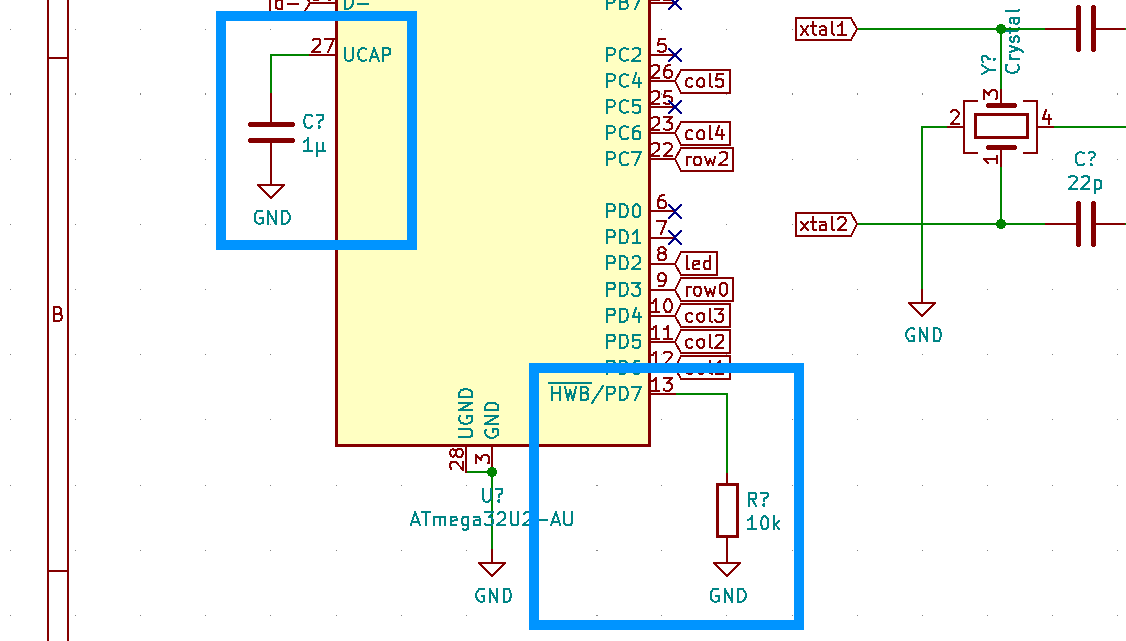 d-
D-
27
UCAP
C?
1µ
GND
B
PB7
PC2 5
PC4 26 col5
PC5 25
PC6 23 col4
PC7 22 row2
PD0 6
PD1 7
PD2 8 led
PD3 9 row0
PD4 10 col3
PD5 11 col2
PD6 12 col1
HWB/PD7 13
UGND
GND
28
3
U?
ATmega32U2-AU
GND
R?
10k
GND
xtal1
Y?
Crystal
3
2
4
1
C?
22p
xtal2
GND